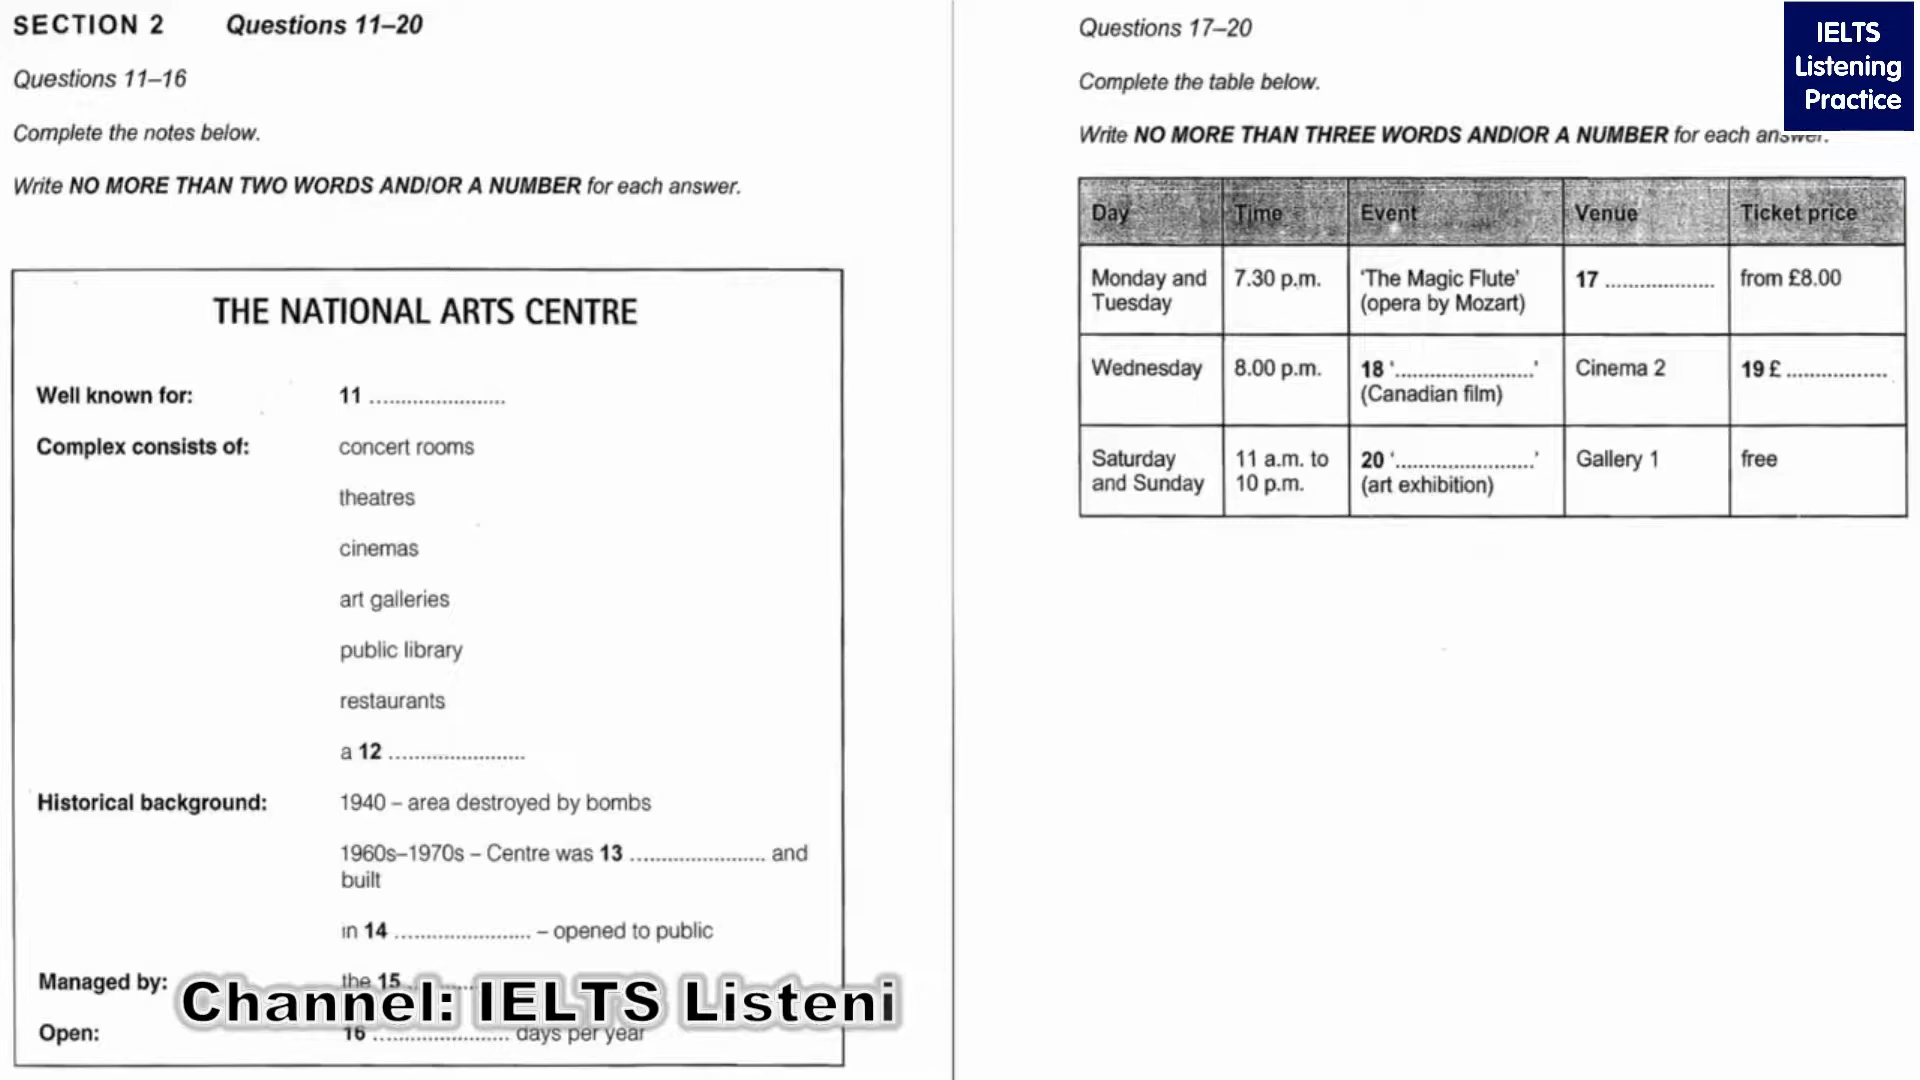 SECTION 2 Questions 11–20
Questions 11–16
Complete the notes below.
Write NO MORE THAN TWO WORDS AND/OR A NUMBER for each answer.
THE NATIONAL ARTS CENTRE
Well known for: 11 ......................
Complex consists of: concert rooms
theatres
cinemas
art galleries
public library
restaurants
a 12 ......................
Historical background: 1940 – area destroyed by bombs
1960s–1970s – Centre was 13 ...................... and
built
in 14 ...................... – opened to public
Managed by: the 15 ......................
Open: 16 ...................... days per year
Channel: IELTS Listeni
Questions 17–20
Complete the table below.
Write NO MORE THAN THREE WORDS AND/OR A NUMBER for each answer.
Day Time Event Venue Ticket price
Monday and 7.30 p.m. 'The Magic Flute' 17 .................. from £8.00
Tuesday (opera by Mozart)
Wednesday 8.00 p.m. 18 '......................' Cinema 2 19 £ ................
(Canadian film)
Saturday 11 a.m. to 20 '......................' Gallery 1 free
and Sunday 10 p.m. (art exhibition)
IELTS
Listening
Practice